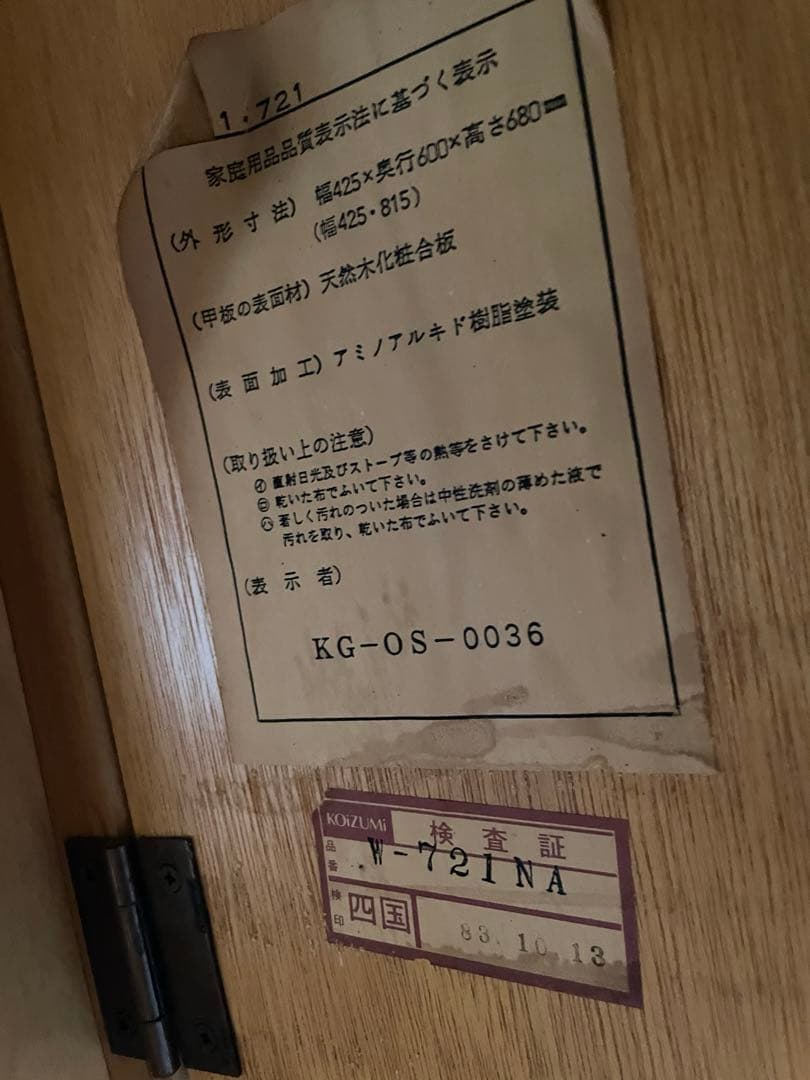 1.721
家庭用品品質表示法に基づく表示
(外形寸法) 幅425×奥行600×高さ680㎜
(幅425・815)
(甲板の表面材) 天然木化粧合板
(表面加工) アミノアルキド樹脂塗装
(取り扱い上の注意)
㋑ 直射日光及びストーブ等の熱等をさけて下さい。
㋺ 乾いた布でふいて下さい。
㋩ 著しく汚れのついた場合は中性洗剤の薄めた液で
汚れを取り、乾いた布でふいて下さい。
(表示者)
KG-OS-0036
KOiZUMi 検査証
品番 W-721NA
検印 四国 83.10.13